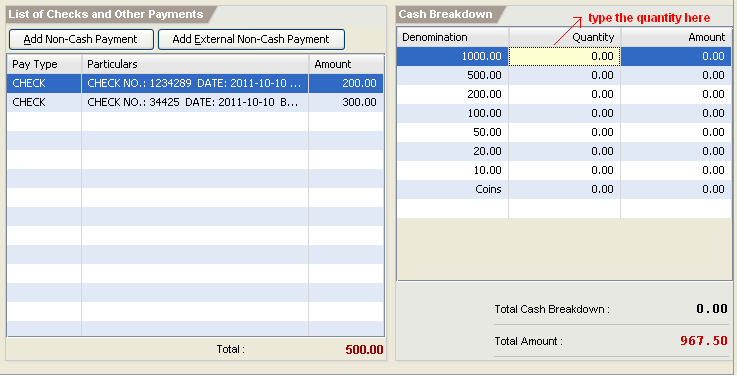 List of Checks and Other Payments
Add Non-Cash Payment Add External Non-Cash Payment
Pay Type Particulars Amount
CHECK CHECK NO.: 1234289 DATE: 2011-10-10 ... 200.00
CHECK CHECK NO.: 34425 DATE: 2011-10-10 B... 300.00
Total : 500.00
Cash Breakdown
type the quantity here
Denomination Quantity Amount
1000.00 0.00 0.00
500.00 0.00 0.00
200.00 0.00 0.00
100.00 0.00 0.00
50.00 0.00 0.00
20.00 0.00 0.00
10.00 0.00 0.00
Coins 0.00 0.00
Total Cash Breakdown : 0.00
Total Amount : 967.50